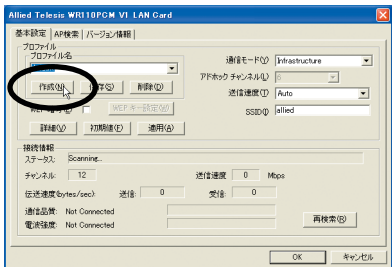 Allied Telesis WR110PCM V1 LAN Card
基本設定 AP検索 バージョン情報
プロファイル
プロファイル名
作成(N) 保存(S) 削除(D)
通信モード(Y) Infrastructure
アドホック チャンネル(L) 6
送信速度(T) Auto
SSID(I) allied
WEP キー設定(W)
詳細(V) 初期値(F) 適用(A)
接続情報
ステータス: Scanning...
チャンネル: 12 送信速度 0 Mbps
伝送速度(bytes/sec): 送信: 0 受信: 0
通信品質: Not Connected
電波強度: Not Connected
再検索(R)
OK キャンセル